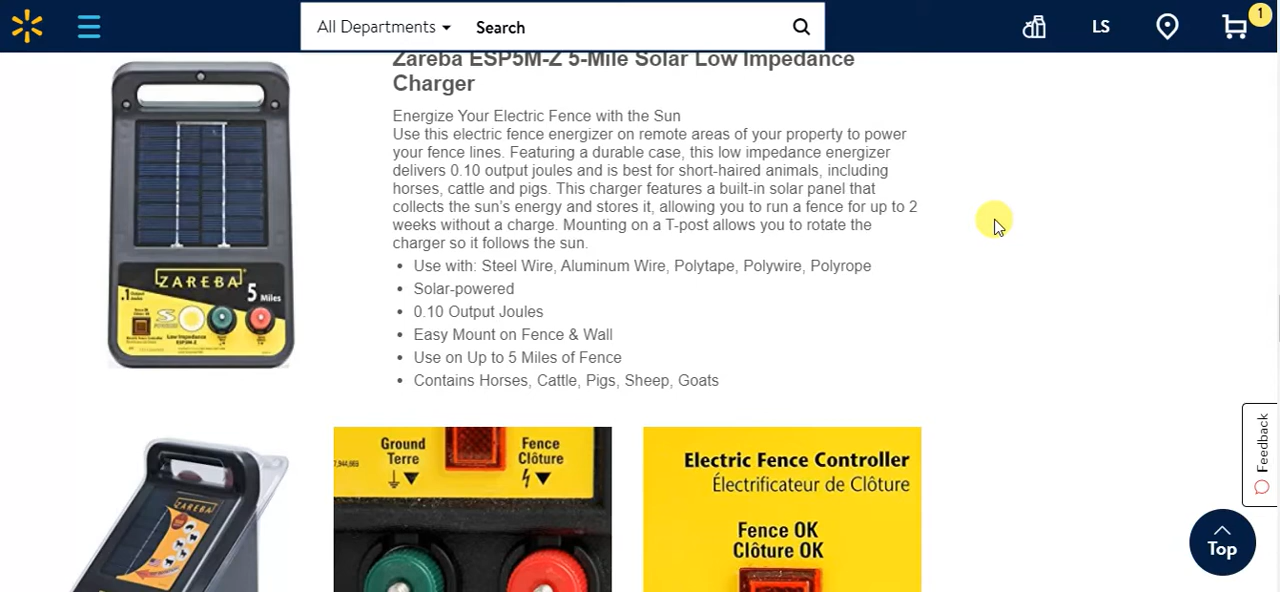 All Departments
Search
LS
1
Zareba ESP5M-Z 5-Mile Solar Low Impedance
Charger
Energize Your Electric Fence with the Sun
Use this electric fence energizer on remote areas of your property to power
your fence lines. Featuring a durable case, this low impedance energizer
delivers 0.10 output joules and is best for short-haired animals, including
horses, cattle and pigs. This charger features a built-in solar panel that
collects the sun's energy and stores it, allowing you to run a fence for up to 2
weeks without a charge. Mounting on a T-post allows you to rotate the
charger so it follows the sun.
• Use with: Steel Wire, Aluminum Wire, Polytape, Polywire, Polyrope
• Solar-powered
• 0.10 Output Joules
• Easy Mount on Fence & Wall
• Use on Up to 5 Miles of Fence
• Contains Horses, Cattle, Pigs, Sheep, Goats
ZAREBA
5 Miles
Low Impedance
ESP5M-Z
ZAREBA
Ground
Terre
Fence
Clôture
Electric Fence Controller
Électrificateur de Clôture
Fence OK
Clôture OK
Feedback
Top